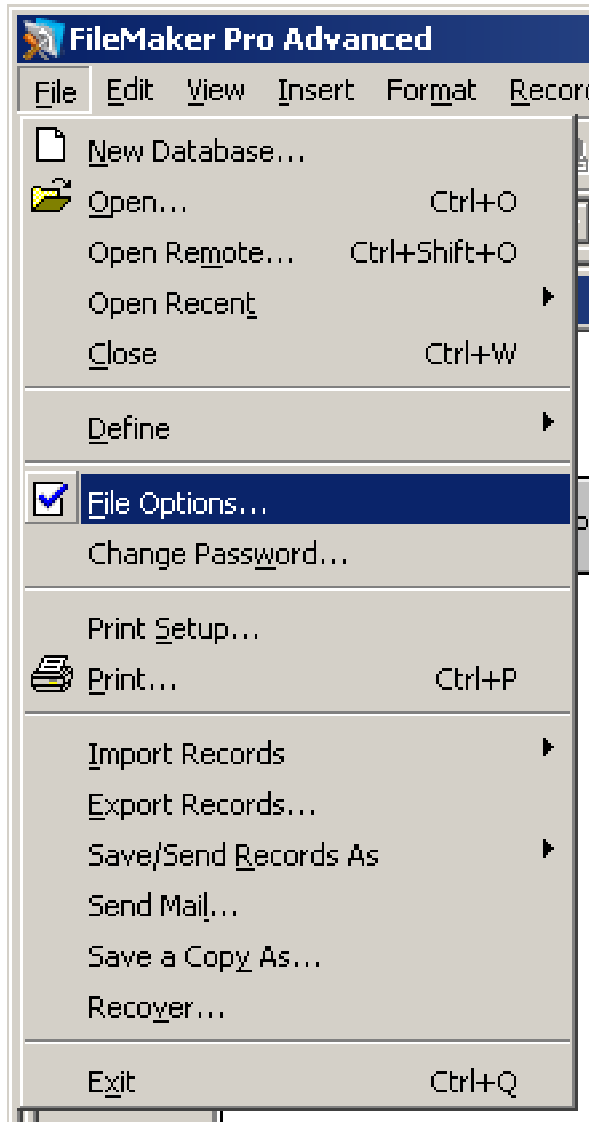 FileMaker Pro Advanced
File Edit View Insert Format
New Database...
Open... Ctrl+O
Open Remote... Ctrl+Shift+O
Open Recent
Close Ctrl+W
Define
File Options...
Change Password...
Print Setup...
Print... Ctrl+P
Import Records
Export Records...
Save/Send Records As
Send Mail...
Save a Copy As...
Recover...
Exit Ctrl+Q